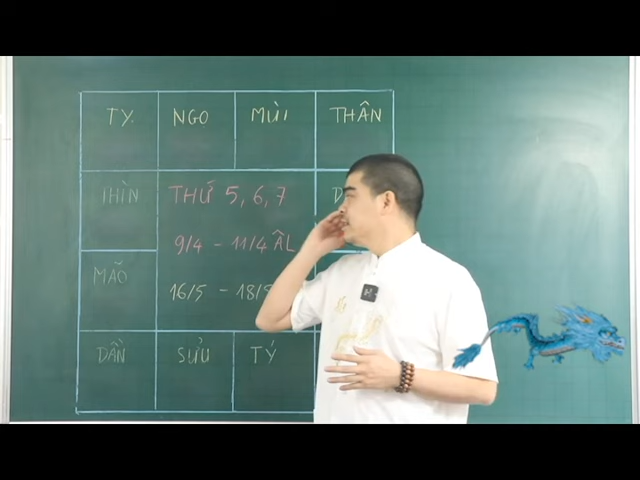 TỴ NGỌ MÙI THÂN
THÌN THỨ 5, 6, 7
9/4 - 11/4 ÂL
MÃO
16/5 - 18/5
DẦN SỬU TÝ